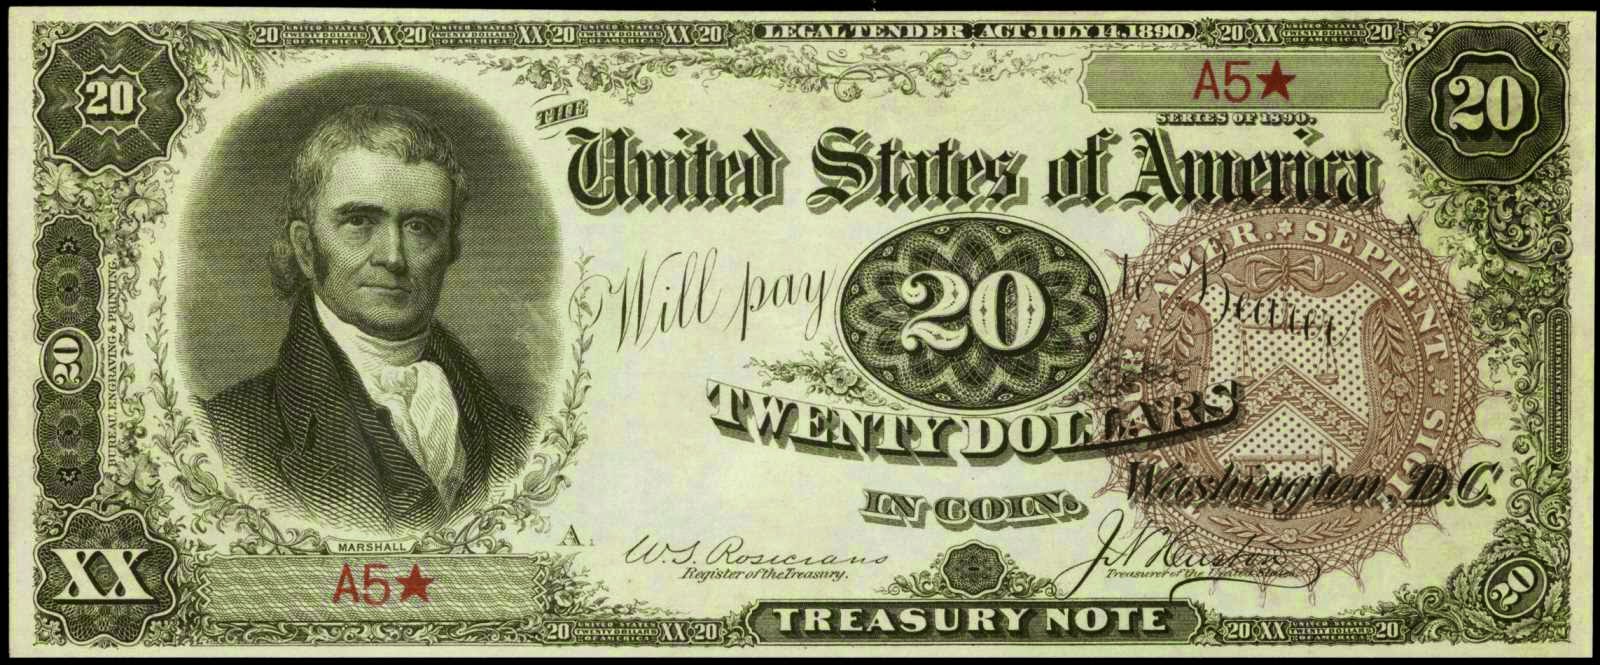 20 UNITED STATES TWENTY DOLLARS OF AMERICA XX 20 UNITED STATES TWENTY DOLLARS OF AMERICA XX 20 UNITED STATES TWENTY DOLLARS OF AMERICA XX 20 LEGAL TENDER ACT JULY 14, 1890. 20 XX UNITED STATES TWENTY DOLLARS OF AMERICA 20
20
20
A5★
SERIES OF 1890.
THE
United States of America
Will pay 20 to Bearer
TWENTY DOLLARS
IN COIN.
Washington, D.C.
AMER. SEPTENT. SIG
20
BUREAU, ENGRAVING & PRINTING.
MARSHALL
A
W. S. Rosecrans
Register of the Treasury.
J N Huston
Treasurer of the United States.
XX
A5★
20
20 UNITED STATES TWENTY DOLLARS OF AMERICA XX 20 TREASURY NOTE 20 XX UNITED STATES TWENTY DOLLARS OF AMERICA 20